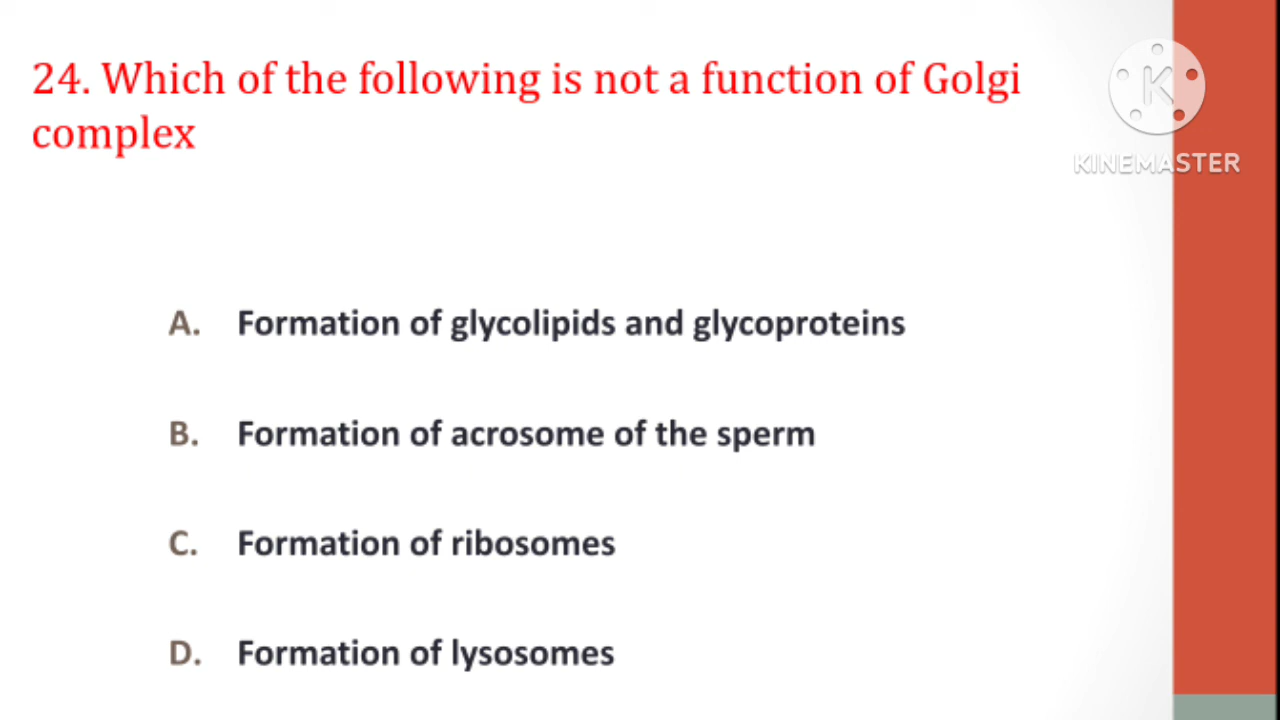 24. Which of the following is not a function of Golgi
complex
K
KINEMASTER
A. Formation of glycolipids and glycoproteins
B. Formation of acrosome of the sperm
C. Formation of ribosomes
D. Formation of lysosomes